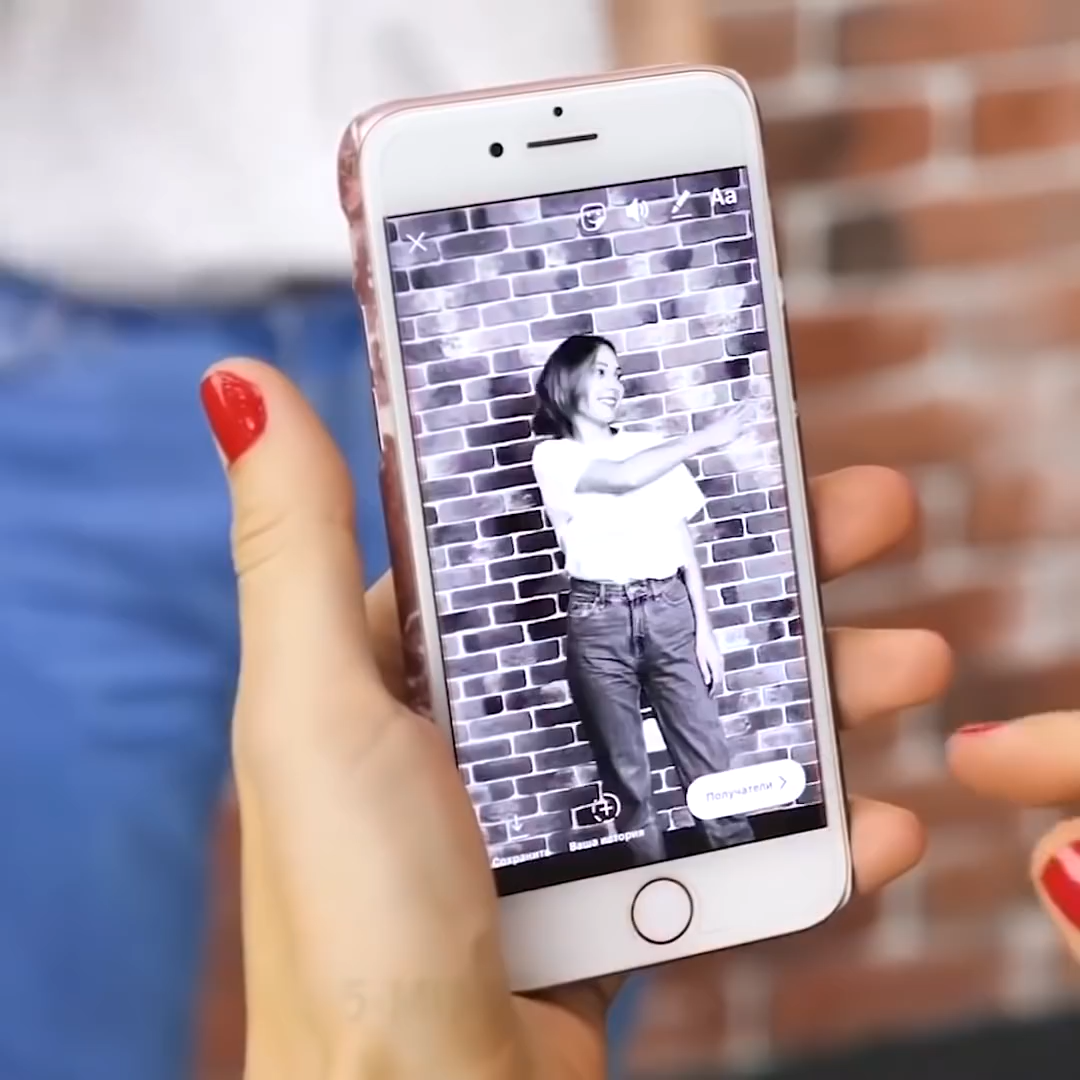 Aa
Получатели
Ваша история
Сохранить